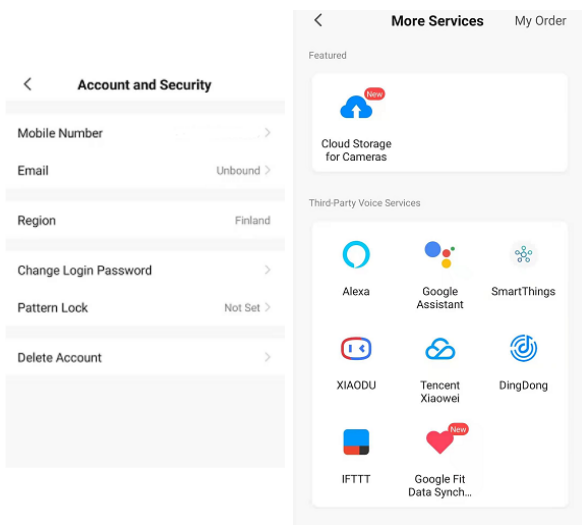 Account and Security
Mobile Number
Email
Unbound
Region
Finland
Change Login Password
Pattern Lock
Not Set
Delete Account
More Services
My Order
Featured
New
Cloud Storage
for Cameras
Third-Party Voice Services
Alexa
Google
Assistant
SmartThings
XIAODU
Tencent
Xiaowei
DingDong
IFTTT
New
Google Fit
Data Synch...